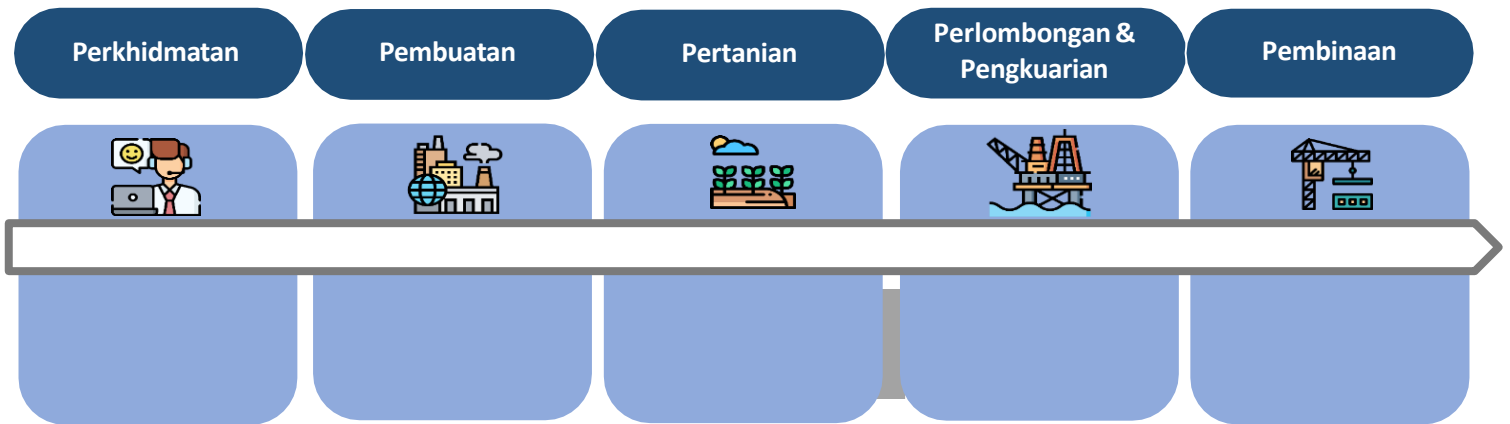 Perkhidmatan
Pembuatan
Pertanian
Perlombongan &
Pengkuarian
Pembinaan